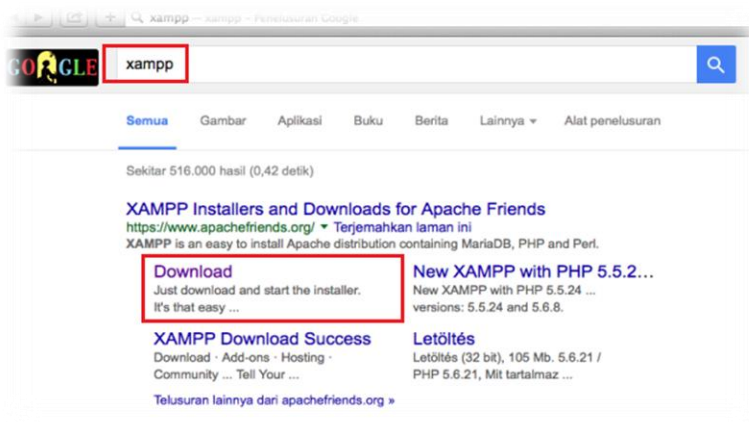 xampp — xampp – Penelusuran Google
GOOGLE
xampp
Semua Gambar Aplikasi Buku Berita Lainnya Alat penelusuran
Sekitar 516.000 hasil (0,42 detik)
XAMPP Installers and Downloads for Apache Friends
https://www.apachefriends.org/ Terjemahkan laman ini
XAMPP is an easy to install Apache distribution containing MariaDB, PHP and Perl.
Download
Just download and start the installer.
It's that easy ...
New XAMPP with PHP 5.5.2...
New XAMPP with PHP 5.5.24 ...
versions: 5.5.24 and 5.6.8.
XAMPP Download Success
Download · Add-ons · Hosting ·
Community ... Tell Your ...
Letöltés
Letöltés (32 bit), 105 Mb. 5.6.21 /
PHP 5.6.21, Mit tartalmaz ...
Telusuran lainnya dari apachefriends.org »